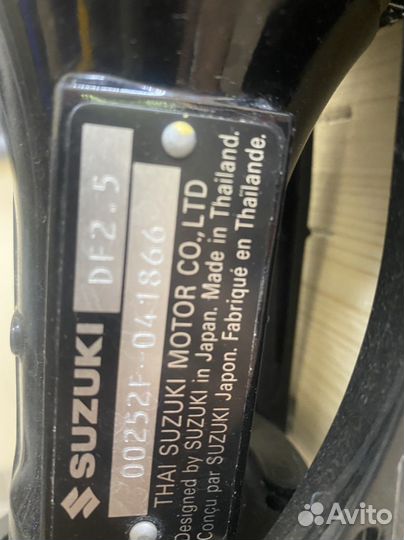 SUZUKI DF2.5
00252F-041866
THAI SUZUKI MOTOR CO.,LTD
Designed by SUZUKI in Japan. Made in Thailand.
Conçu par SUZUKI Japon. Fabriqué en Thaïlande.
Avito